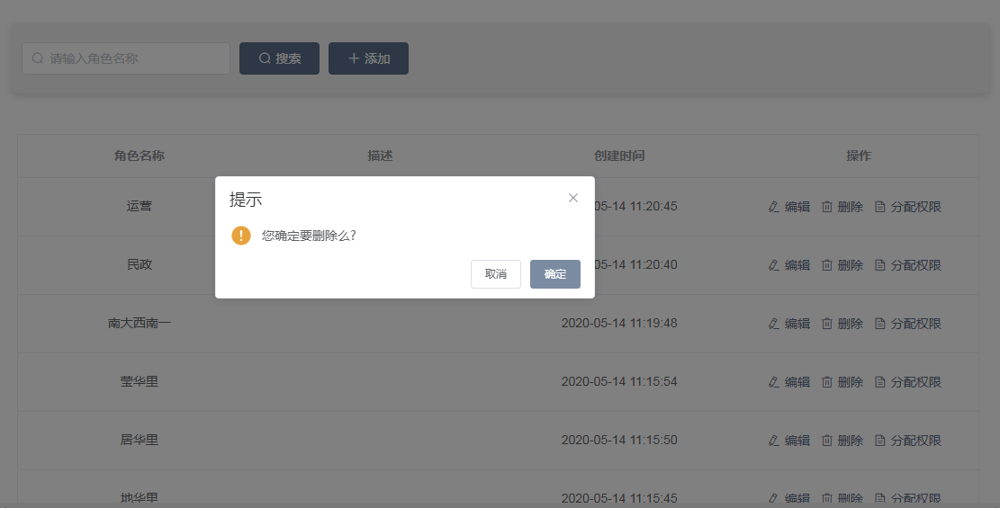 请输入角色名称 搜索 添加
角色名称 描述 创建时间 操作
提示
运营 05-14 11:20:45 编辑 删除 分配权限
您确定要删除么?
民政 05-14 11:20:40 编辑 删除 分配权限
取消 确定
南大西南一 2020-05-14 11:19:48 编辑 删除 分配权限
莹华里 2020-05-14 11:15:54 编辑 删除 分配权限
居华里 2020-05-14 11:15:50 编辑 删除 分配权限
地华里 2020-05-14 11:15:45 编辑 删除 分配权限